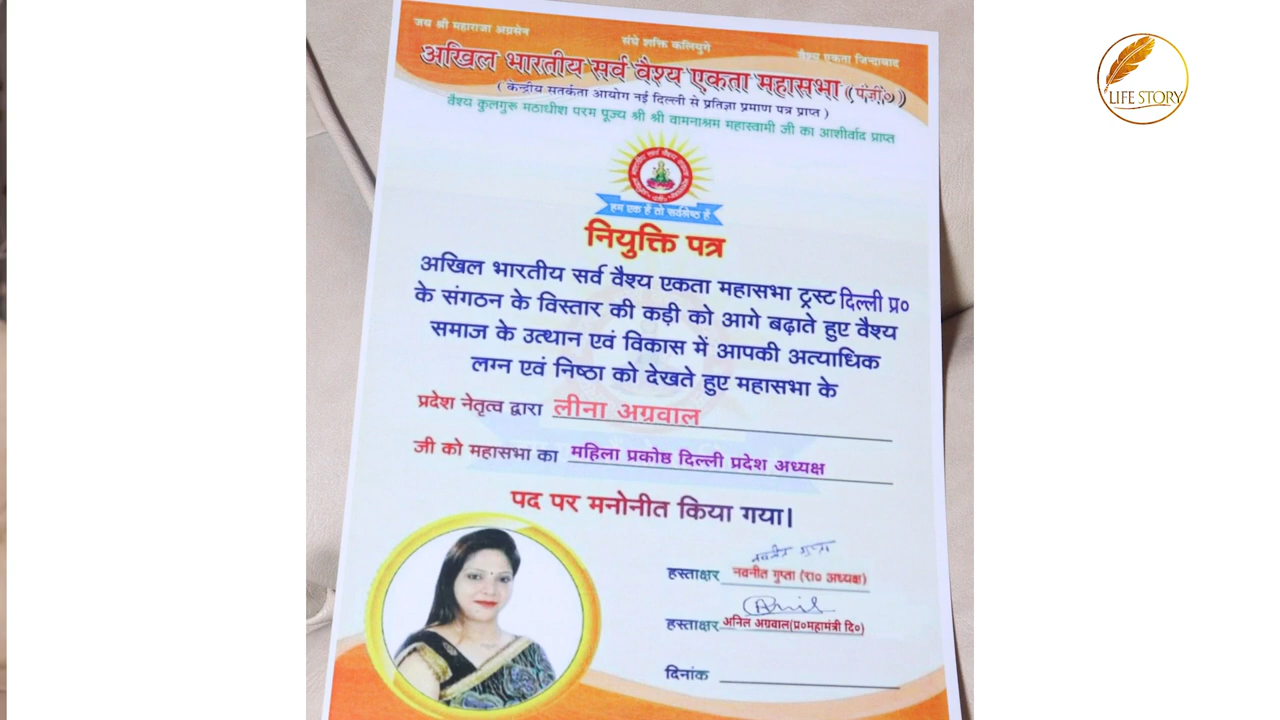 जय श्री महाराजा अग्रसेन
संघे शक्ति कलियुगे
वैश्य एकता जिन्दाबाद
अखिल भारतीय सर्व वैश्य एकता महासभा (पंजी०)
( केन्द्रीय सतर्कता आयोग नई दिल्ली से प्रतिज्ञा प्रमाण पत्र प्राप्त )
वैश्य कुलगुरू मठाधीश परम पूज्य श्री श्री वामनाश्रम महास्वामी जी का आशीर्वाद प्राप्त
हम एक हैं तो सर्वश्रेष्ठ हैं
नियुक्ति पत्र
अखिल भारतीय सर्व वैश्य एकता महासभा ट्रस्ट दिल्ली प्र०
के संगठन के विस्तार की कड़ी को आगे बढ़ाते हुए वैश्य
समाज के उत्थान एवं विकास में आपकी अत्याधिक
लग्न एवं निष्ठा को देखते हुए महासभा के
प्रदेश नेतृत्व द्वारा लीना अग्रवाल
जी को महासभा का महिला प्रकोष्ठ दिल्ली प्रदेश अध्यक्ष
पद पर मनोनीत किया गया।
नवनीत गुप्ता
हस्ताक्षर नवनीत गुप्ता (रा० अध्यक्ष)
Anil
हस्ताक्षर अनिल अग्रवाल(प्र०महामंत्री दि०)
दिनांक
LIFE STORY